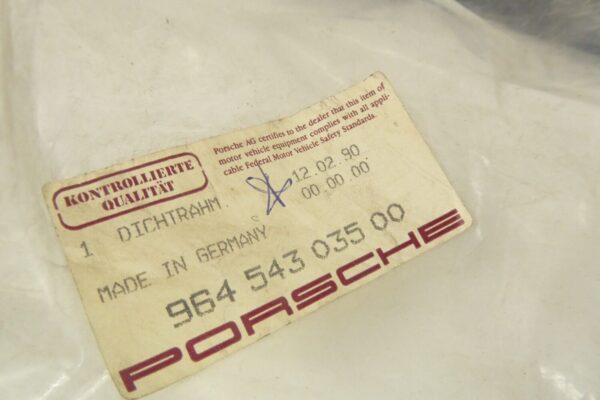 KONTROLLIERTE
QUALITÄT
Porsche AG certifies to the dealer that this item of
motor vehicle equipment complies with all appli-
cable Federal Motor Vehicle Safety Standards.
1 DICHTRAHM.
12.02.90
00.00.00
MADE IN GERMANY
964 543 035 00
PORSCHE